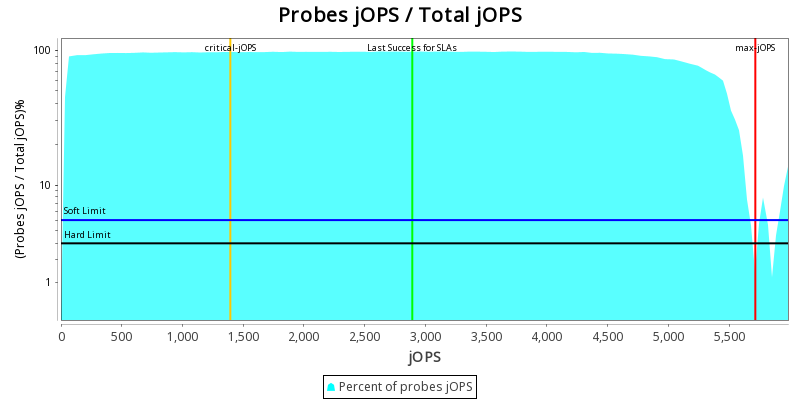 Probes jOPS / Total jOPS
(Probes jOPS / Total jOPS)%
100
10
1
critical-jOPS
Last Success for SLAs
max-jOPS
Soft Limit
Hard Limit
0 500 1,000 1,500 2,000 2,500 3,000 3,500 4,000 4,500 5,000 5,500
jOPS
Percent of probes jOPS